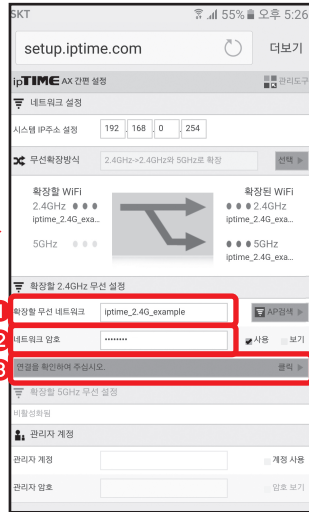 SKT 55% 오후 5:26
setup.iptime.com 더보기
ipTIME AX 간편 설정 관리도구
네트워크 설정
시스템 IP주소 설정 192 . 168 . 0 . 254
무선확장방식 2.4GHz->2.4GHz와 5GHz로 확장 선택
확장할 WiFi 확장된 WiFi
2.4GHz 2.4GHz
iptime_2.4G_exa... iptime_2.4G_exa...
5GHz 5GHz
iptime_2.4G_exa...
확장할 2.4GHz 무선 설정
1 확장할 무선 네트워크 iptime_2.4G_example AP검색
2 네트워크 암호 ******** 사용 보기
3 연결을 확인하여 주십시오. 클릭
확장할 5GHz 무선 설정
비활성화됨
관리자 계정
관리자 계정 계정 사용
관리자 암호 암호 보기